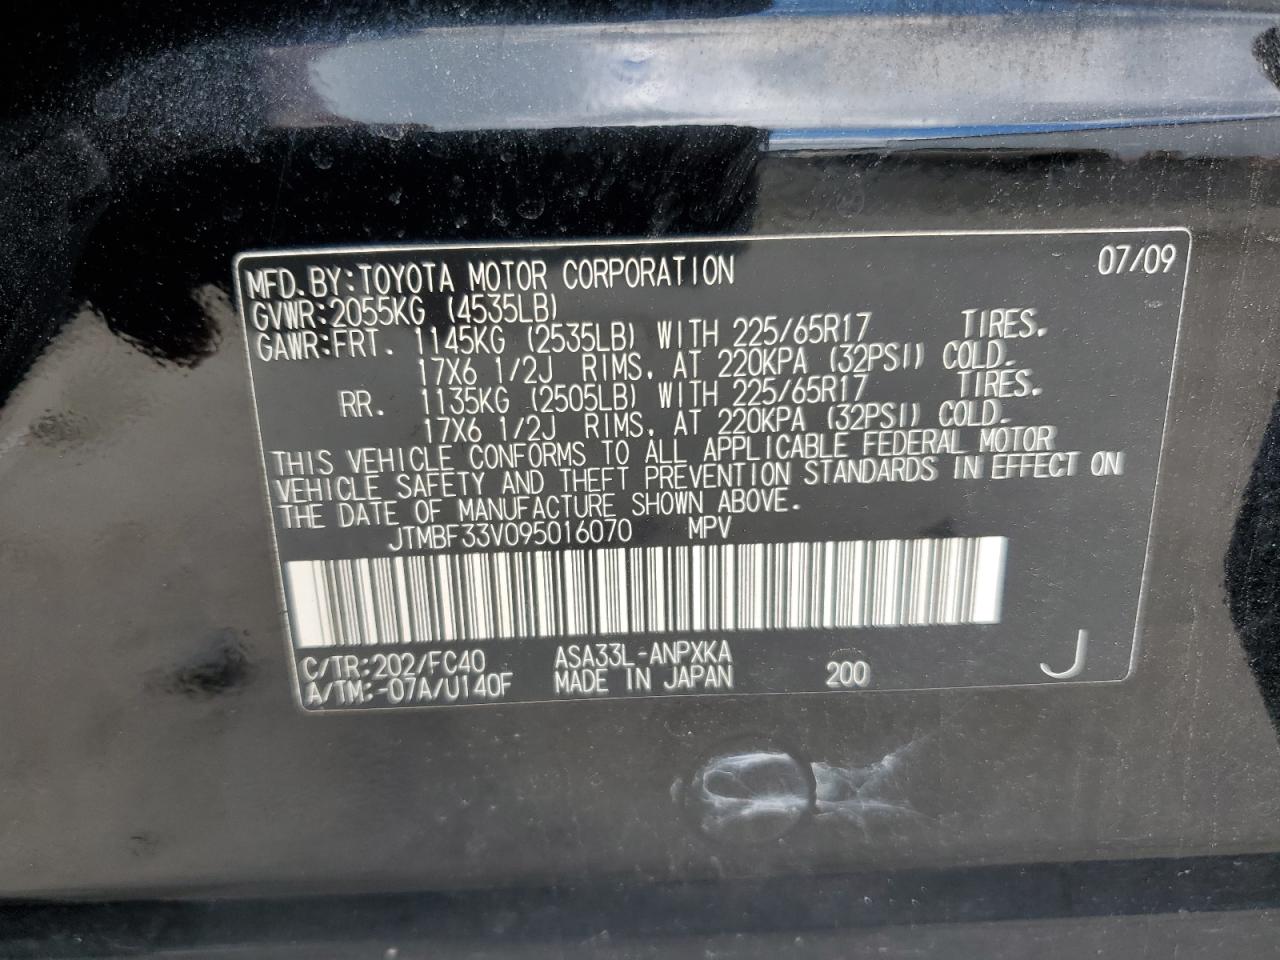 MFD.BY:TOYOTA MOTOR CORPORATION 07/09
GVWR:2055KG (4535LB)
GAWR:FRT. 1145KG (2535LB) WITH 225/65R17 TIRES.
17X6 1/2J RIMS, AT 220KPA (32PSI) COLD.
RR. 1135KG (2505LB) WITH 225/65R17 TIRES.
17X6 1/2J RIMS, AT 220KPA (32PSI) COLD.
THIS VEHICLE CONFORMS TO ALL APPLICABLE FEDERAL MOTOR
VEHICLE SAFETY AND THEFT PREVENTION STANDARDS IN EFFECT ON
THE DATE OF MANUFACTURE SHOWN ABOVE.
JTMBF33V095016070 MPV
C/TR:202/FC40 ASA33L-ANPXKA
A/TM:-07A/U140F MADE IN JAPAN 200 J